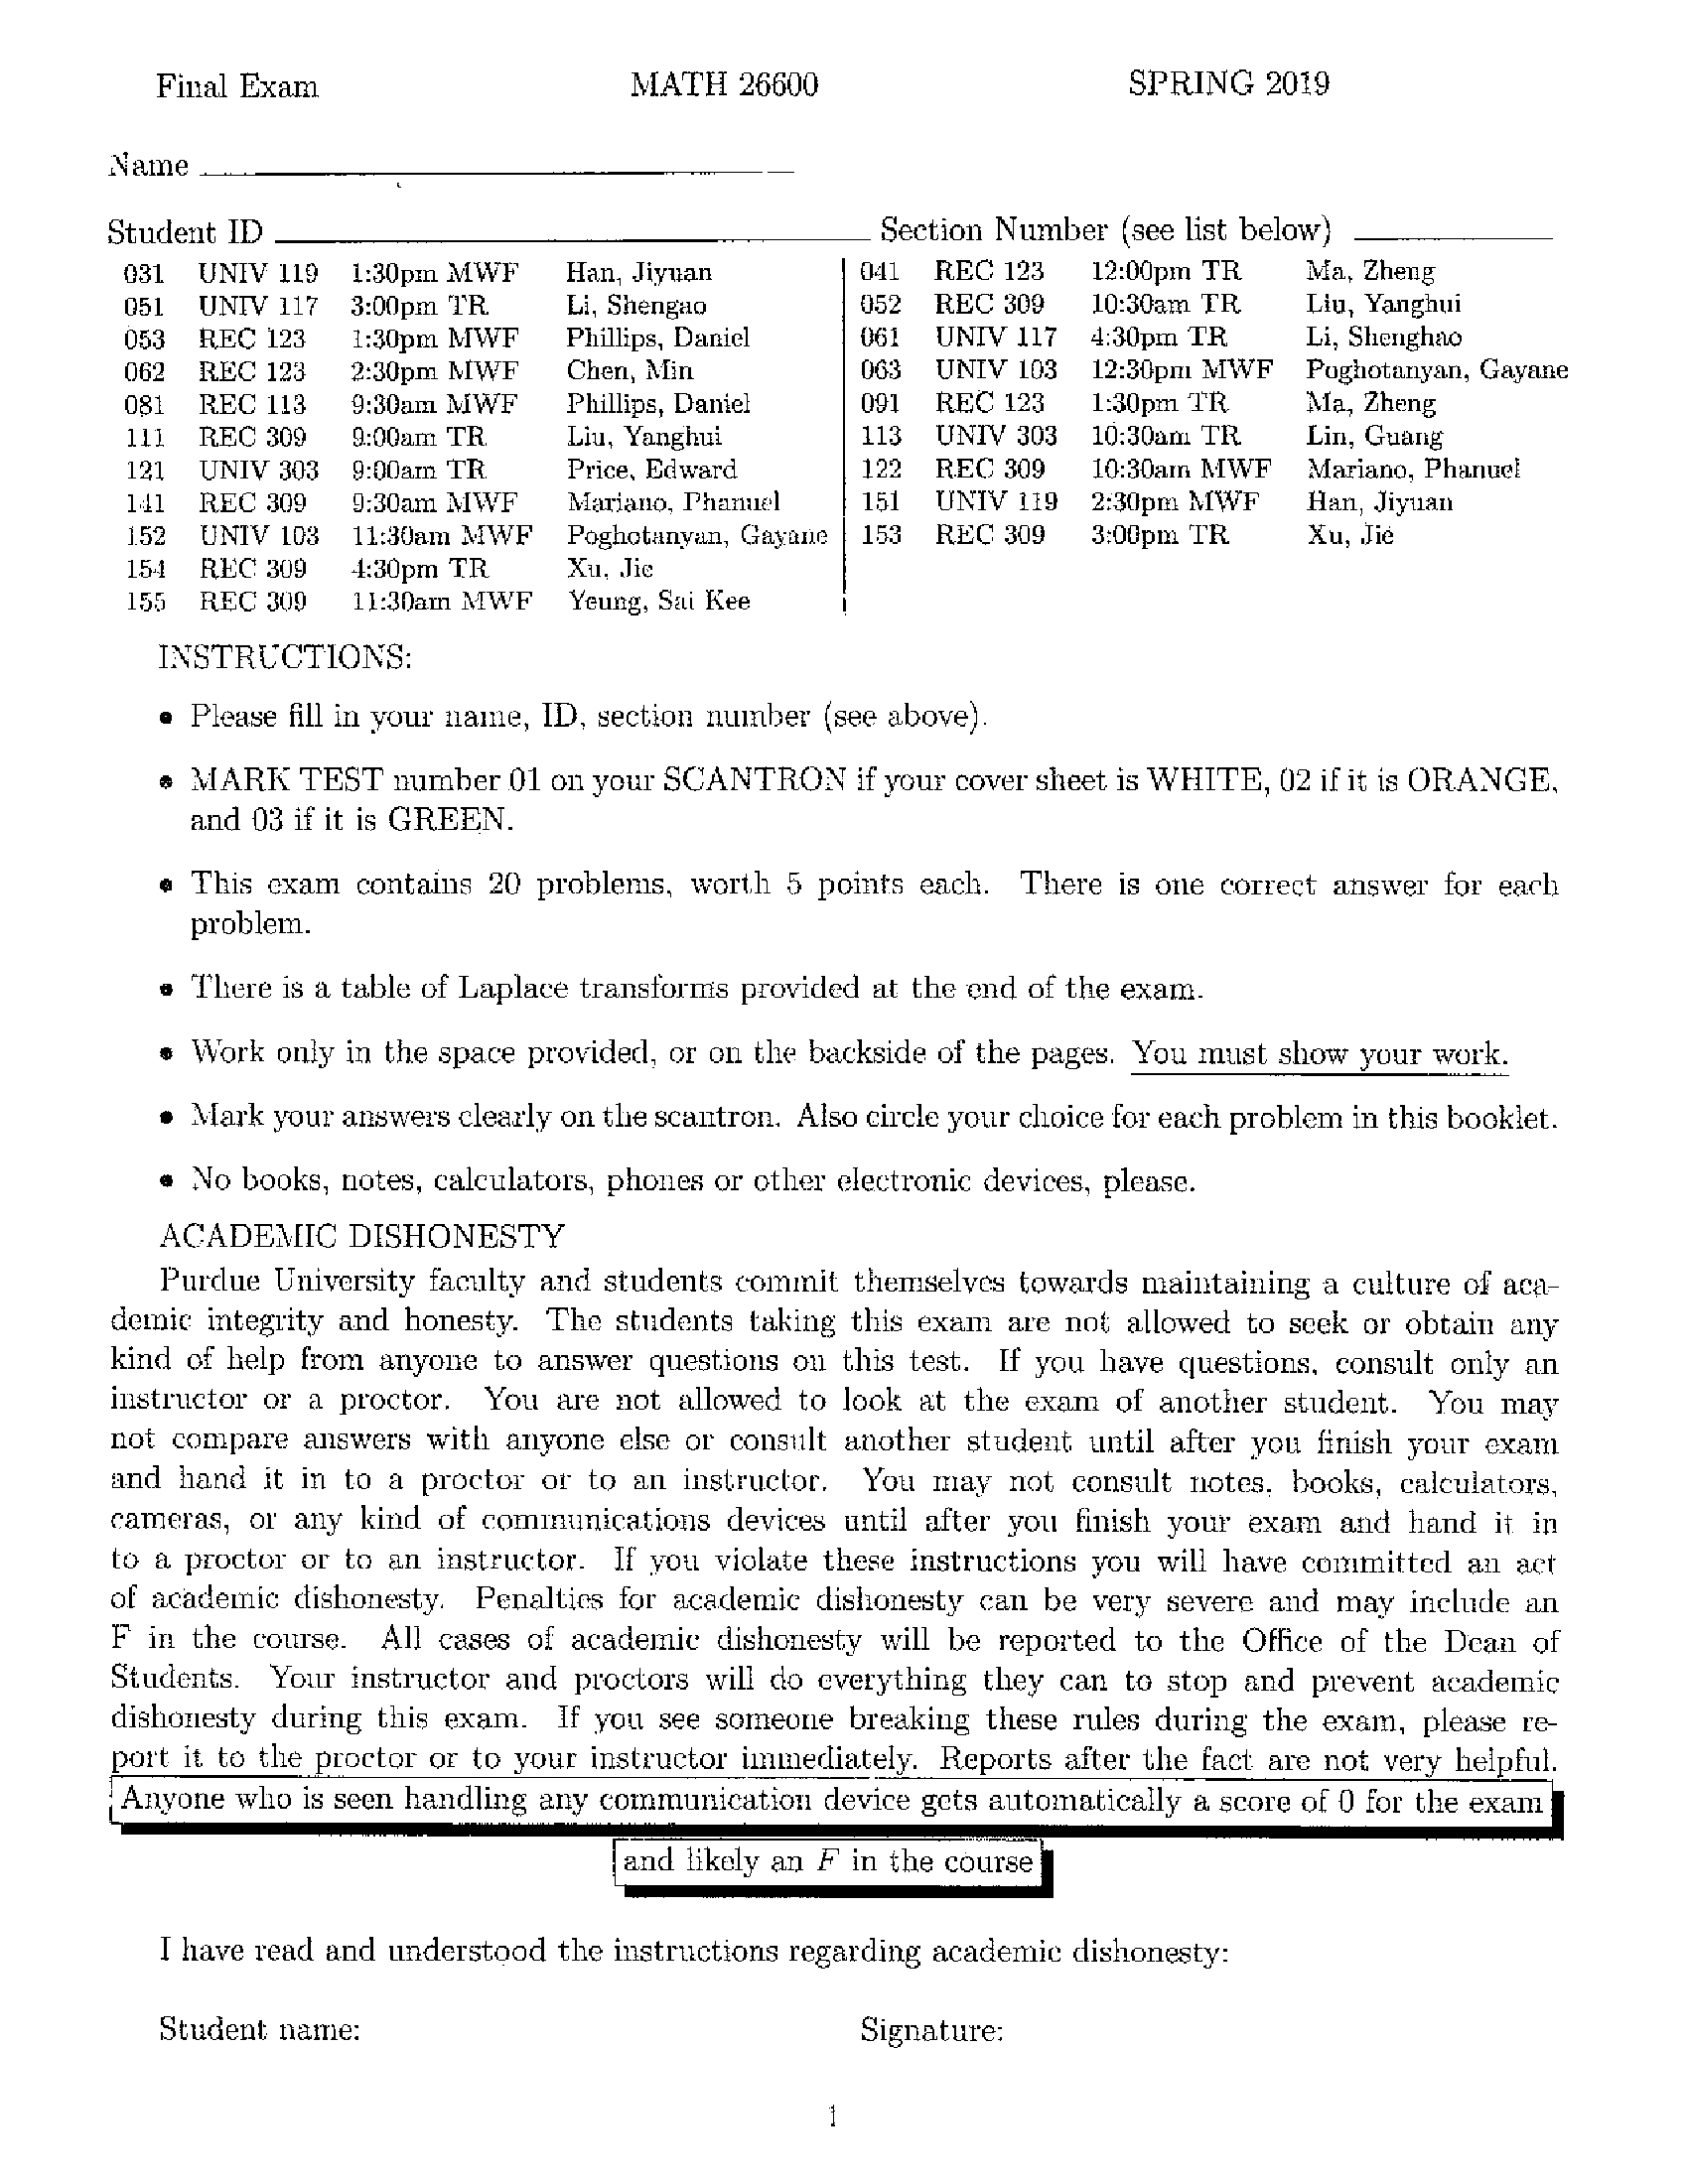 Final Exam MATH 26600 SPRING 2019
Name
Student ID Section Number (see list below)
031 UNIV 119 1:30pm MWF Han, Jiyuan 041 REC 123 12:00pm TR Ma, Zheng
051 UNIV 117 3:00pm TR Li, Shengao 052 REC 309 10:30am TR Liu, Yanghui
053 REC 123 1:30pm MWF Phillips, Daniel 061 UNIV 117 4:30pm TR Li, Shenghao
062 REC 123 2:30pm MWF Chen, Min 063 UNIV 103 12:30pm MWF Poghotanyan, Gayane
081 REC 113 9:30am MWF Phillips, Daniel 091 REC 123 1:30pm TR Ma, Zheng
111 REC 309 9:00am TR Liu, Yanghui 113 UNIV 303 10:30am TR Lin, Guang
121 UNIV 303 9:00am TR Price, Edward 122 REC 309 10:30am MWF Mariano, Phanuel
141 REC 309 9:30am MWF Mariano, Phanuel 151 UNIV 119 2:30pm MWF Han, Jiyuan
152 UNIV 103 11:30am MWF Poghotanyan, Gayane 153 REC 309 3:00pm TR Xu, Jie
154 REC 309 4:30pm TR Xu, Jie
155 REC 309 11:30am MWF Yeung, Sai Kee
INSTRUCTIONS:
• Please fill in your name, ID, section number (see above).
• MARK TEST number 01 on your SCANTRON if your cover sheet is WHITE, 02 if it is ORANGE,
and 03 if it is GREEN.
• This exam contains 20 problems, worth 5 points each. There is one correct answer for each
problem.
• There is a table of Laplace transforms provided at the end of the exam.
• Work only in the space provided, or on the backside of the pages. You must show your work.
• Mark your answers clearly on the scantron. Also circle your choice for each problem in this booklet.
• No books, notes, calculators, phones or other electronic devices, please.
ACADEMIC DISHONESTY
Purdue University faculty and students commit themselves towards maintaining a culture of aca-
demic integrity and honesty. The students taking this exam are not allowed to seek or obtain any
kind of help from anyone to answer questions on this test. If you have questions, consult only an
instructor or a proctor. You are not allowed to look at the exam of another student. You may
not compare answers with anyone else or consult another student until after you finish your exam
and hand it in to a proctor or to an instructor. You may not consult notes, books, calculators,
cameras, or any kind of communications devices until after you finish your exam and hand it in
to a proctor or to an instructor. If you violate these instructions you will have committed an act
of academic dishonesty. Penalties for academic dishonesty can be very severe and may include an
F in the course. All cases of academic dishonesty will be reported to the Office of the Dean of
Students. Your instructor and proctors will do everything they can to stop and prevent academic
dishonesty during this exam. If you see someone breaking these rules during the exam, please re-
port it to the proctor or to your instructor immediately. Reports after the fact are not very helpful.
Anyone who is seen handling any communication device gets automatically a score of 0 for the exam
and likely an F in the course
I have read and understood the instructions regarding academic dishonesty:
Student name: Signature:
1